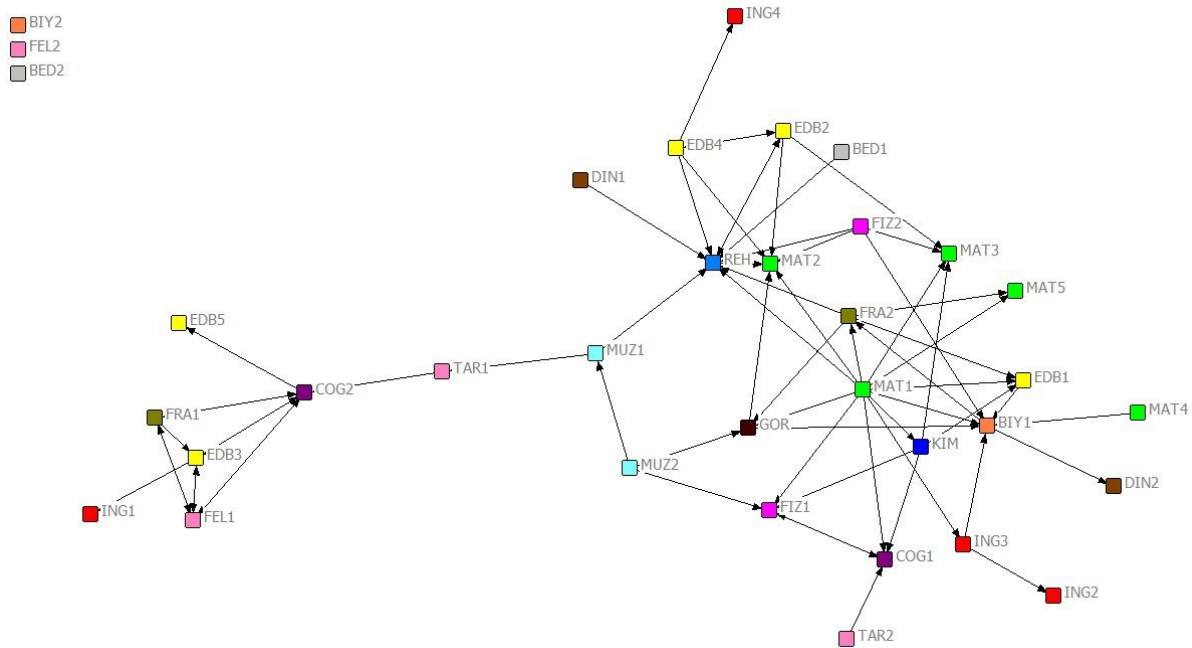 BIY2
FEL2
BED2
ING4
EDB2
EDB4
BED1
DIN1
FIZ2
MAT3
REH
MAT2
MAT5
FRA2
EDB5
MUZ1
TAR1
EDB1
MAT1
COG2
MAT4
FRA1
BIY1
GOR
KIM
EDB3
MUZ2
DIN2
FIZ1
ING1
FEL1
ING3
COG1
ING2
TAR2